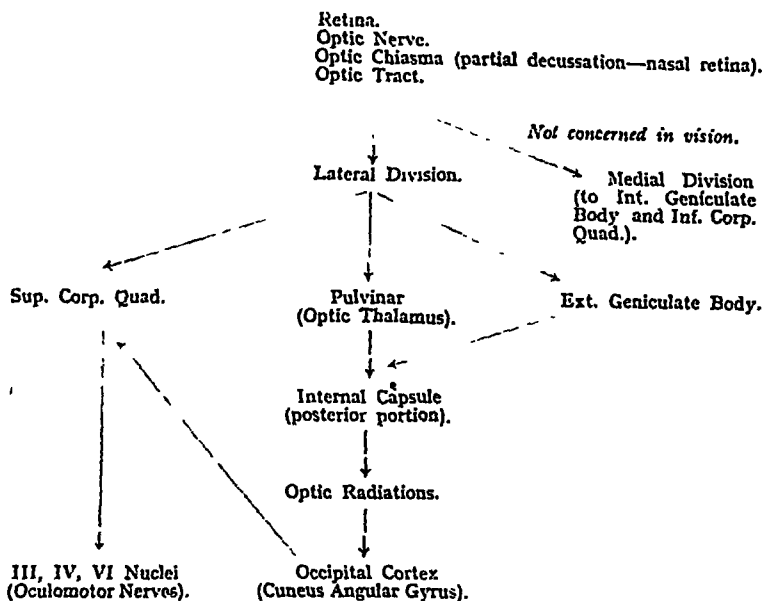 Retina.
Optic Nerve.
Optic Chiasma (partial decussation—nasal retina).
Optic Tract.
Not concerned in vision.
Lateral Division.
Medial Division
(to Int. Geniculate
Body and Inf. Corp.
Quad.).
Sup. Corp. Quad.
Pulvinar
(Optic Thalamus).
Ext. Geniculate Body.
Internal Capsule
(posterior portion).
Optic Radiations.
III, IV, VI Nuclei
(Oculomotor Nerves).
Occipital Cortex
(Cuneus Angular Gyrus).